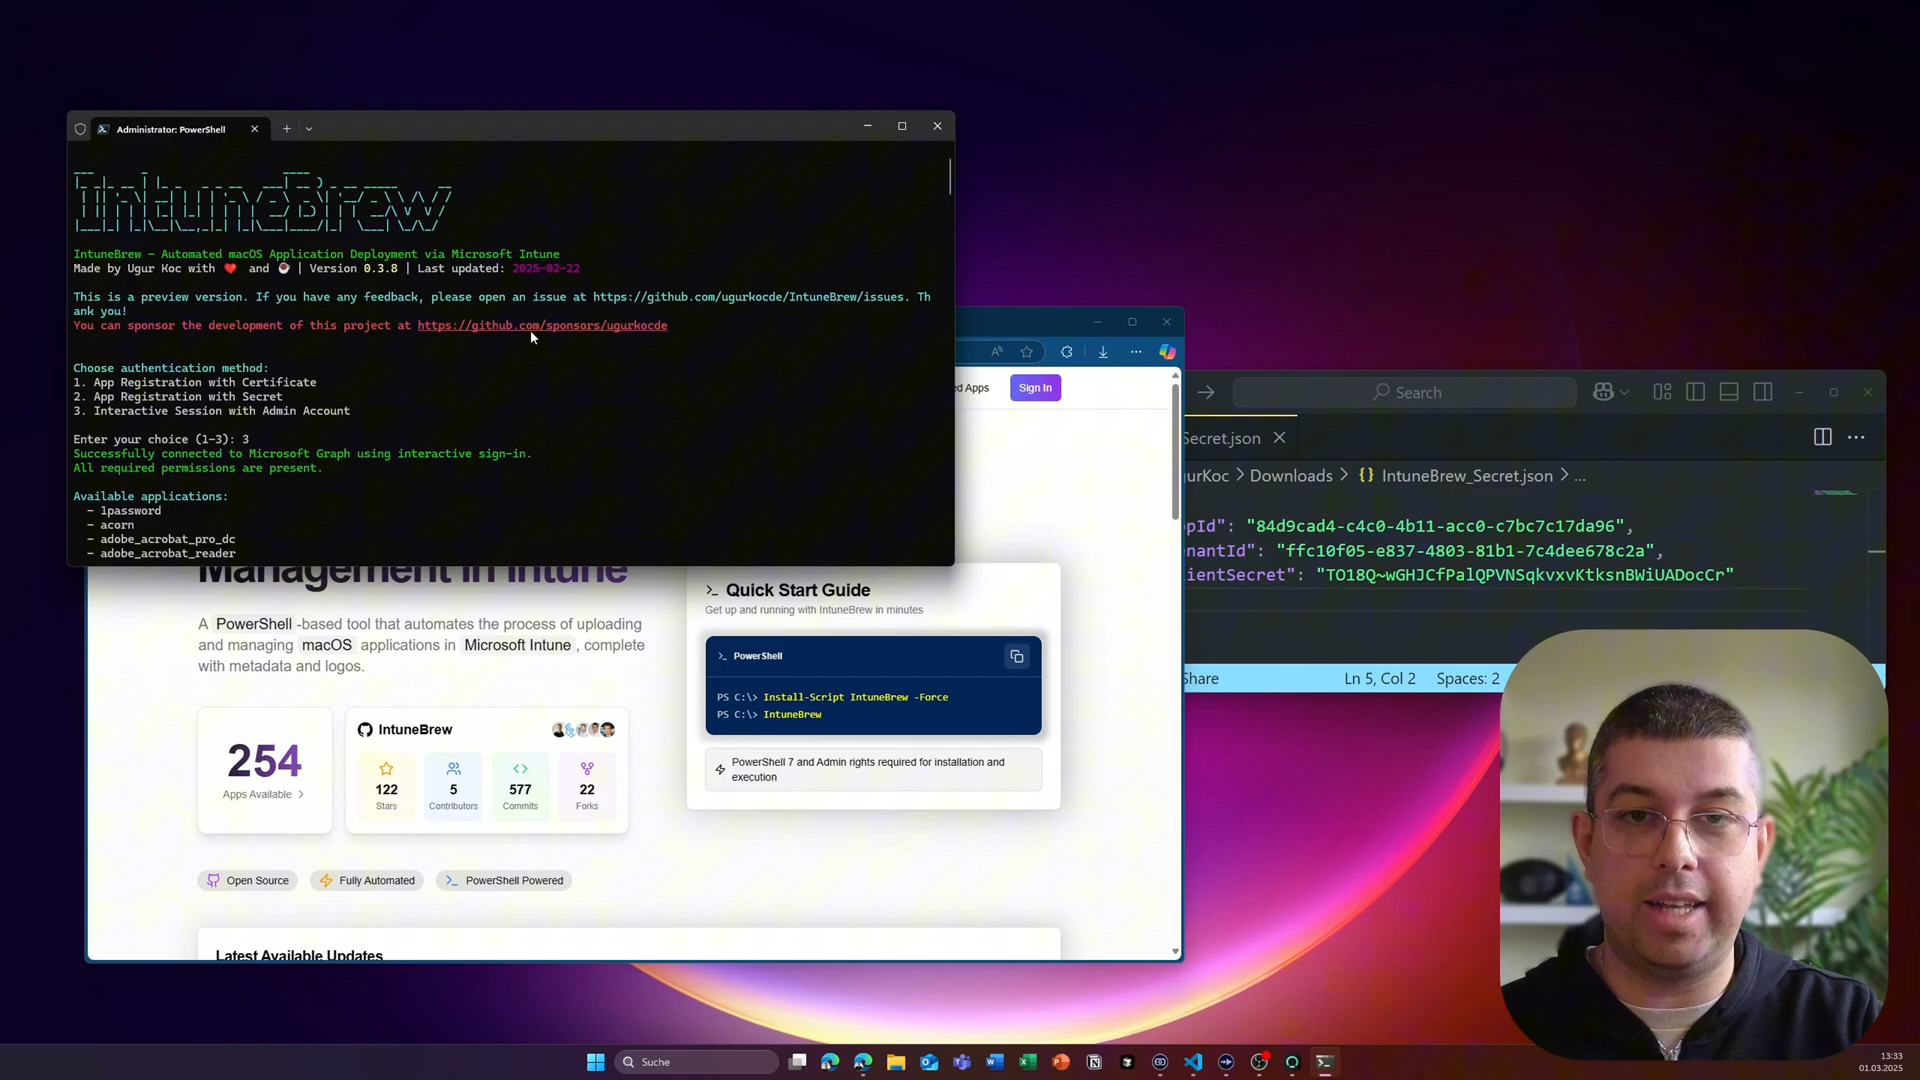 Administrator: PowerShell
IntuneBrew
IntuneBrew - Automated macOS Application Deployment via Microsoft Intune
Made by Ugur Koc with ❤️ and ☕ | Version 0.3.8 | Last updated: 2025-02-22
This is a preview version. If you have any feedback, please open an issue at https://github.com/ugurkocde/IntuneBrew/issues. Th
ank you!
You can sponsor the development of this project at https://github.com/sponsors/ugurkocde
Choose authentication method:
1. App Registration with Certificate
2. App Registration with Secret
3. Interactive Session with Admin Account
Enter your choice (1-3): 3
Successfully connected to Microsoft Graph using interactive sign-in.
All required permissions are present.
Available applications:
- 1password
- acorn
- adobe_acrobat_pro_dc
- adobe_acrobat_reader
ed Apps
Sign In
Management in Intune
A PowerShell -based tool that automates the process of uploading
and managing macOS applications in Microsoft Intune , complete
with metadata and logos.
254
Apps Available >
IntuneBrew
122
Stars
5
Contributors
577
Commits
22
Forks
Open Source
Fully Automated
PowerShell Powered
Latest Available Updates
Quick Start Guide
Get up and running with IntuneBrew in minutes
PowerShell
PS C:\> Install-Script IntuneBrew -Force
PS C:\> IntuneBrew
PowerShell 7 and Admin rights required for installation and
execution
Search
Secret.json
urKoc > Downloads > {} IntuneBrew_Secret.json > ...
pId": "84d9cad4-c4c0-4b11-acc0-c7bc7c17da96",
nantId": "ffc10f05-e837-4803-81b1-7c4dee678c2a",
ientSecret": "TO18Q~wGHJCfPalQPVNSqkvxvKtksnBWiUADocCr"
Share
Ln 5, Col 2
Spaces: 2
Suche
13:33
01.03.2025